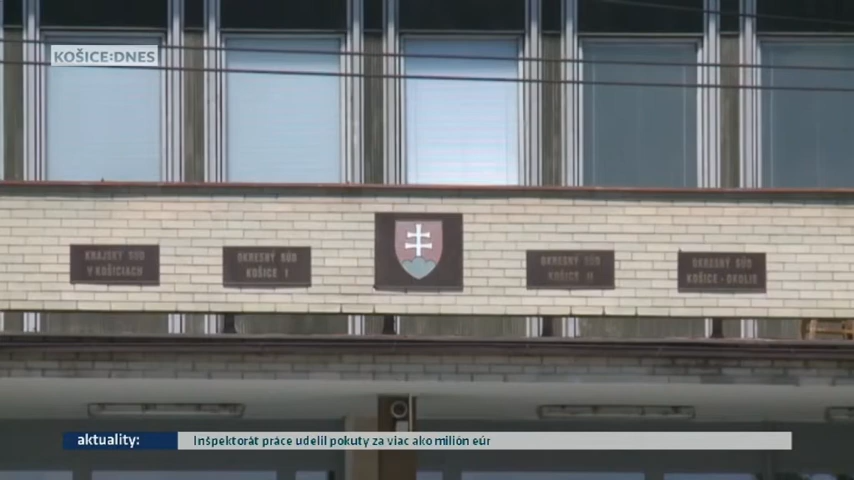 KOŠICE:DNES
KRAJSKÝ SÚD
V KOŠICIACH
OKRESNÝ SÚD
KOŠICE I
OKRESNÝ SÚD
KOŠICE II
OKRESNÝ SÚD
KOŠICE - OKOLIE
aktuality:
Inšpektorát práce udelil pokuty za viac ako milión eúr